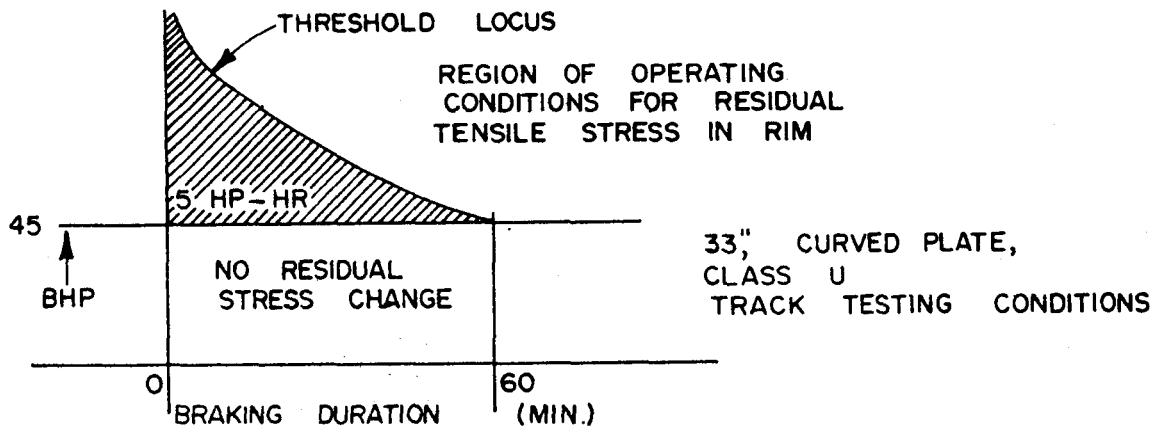 THRESHOLD LOCUS
REGION OF OPERATING
CONDITIONS FOR RESIDUAL
TENSILE STRESS IN RIM
5 HP-HR
45
BHP
NO RESIDUAL
STRESS CHANGE
33", CURVED PLATE,
CLASS U
TRACK TESTING CONDITIONS
0
60
BRAKING DURATION (MIN.)